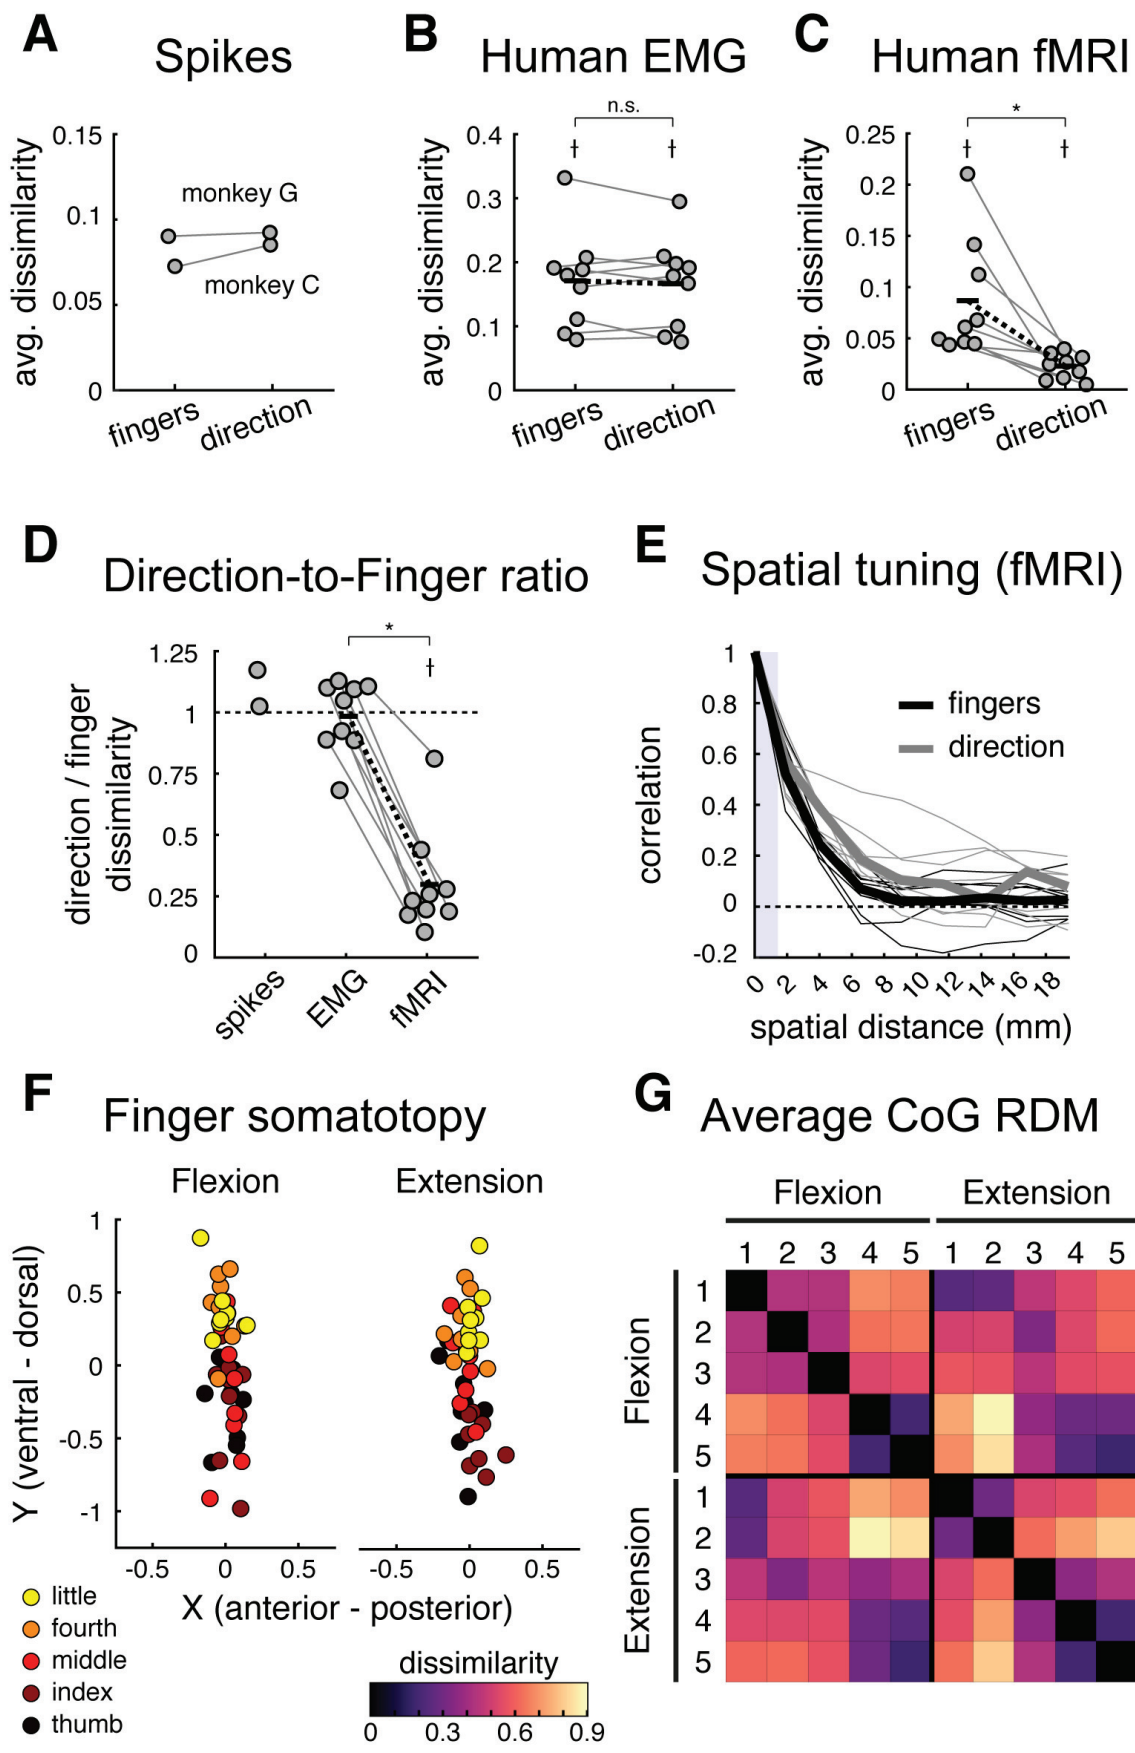 A
Spikes
avg. dissimilarity
0.15
0.1
0.05
0
monkey G
monkey C
fingers
direction
B
Human EMG
n.s.
† †
avg. dissimilarity
0.4
0.3
0.2
0.1
0
fingers
direction
C
Human fMRI
*
† †
avg. dissimilarity
0.25
0.2
0.15
0.1
0.05
0
fingers
direction
D
Direction-to-Finger ratio
*
†
direction / finger
dissimilarity
1.25
1
0.75
0.5
0.25
0
spikes
EMG
fMRI
E
Spatial tuning (fMRI)
correlation
1
0.8
0.6
0.4
0.2
0
-0.2
fingers
direction
0 2 4 6 8 10 12 14 16 18
spatial distance (mm)
F
Finger somatotopy
Flexion
Extension
Y (ventral - dorsal)
1
0.5
0
-0.5
-1
-0.5 0 0.5
-0.5 0 0.5
X (anterior - posterior)
little
fourth
middle
index
thumb
dissimilarity
0 0.3 0.6 0.9
G
Average CoG RDM
Flexion
Extension
1 2 3 4 5 1 2 3 4 5
Flexion
1
2
3
4
5
Extension
1
2
3
4
5